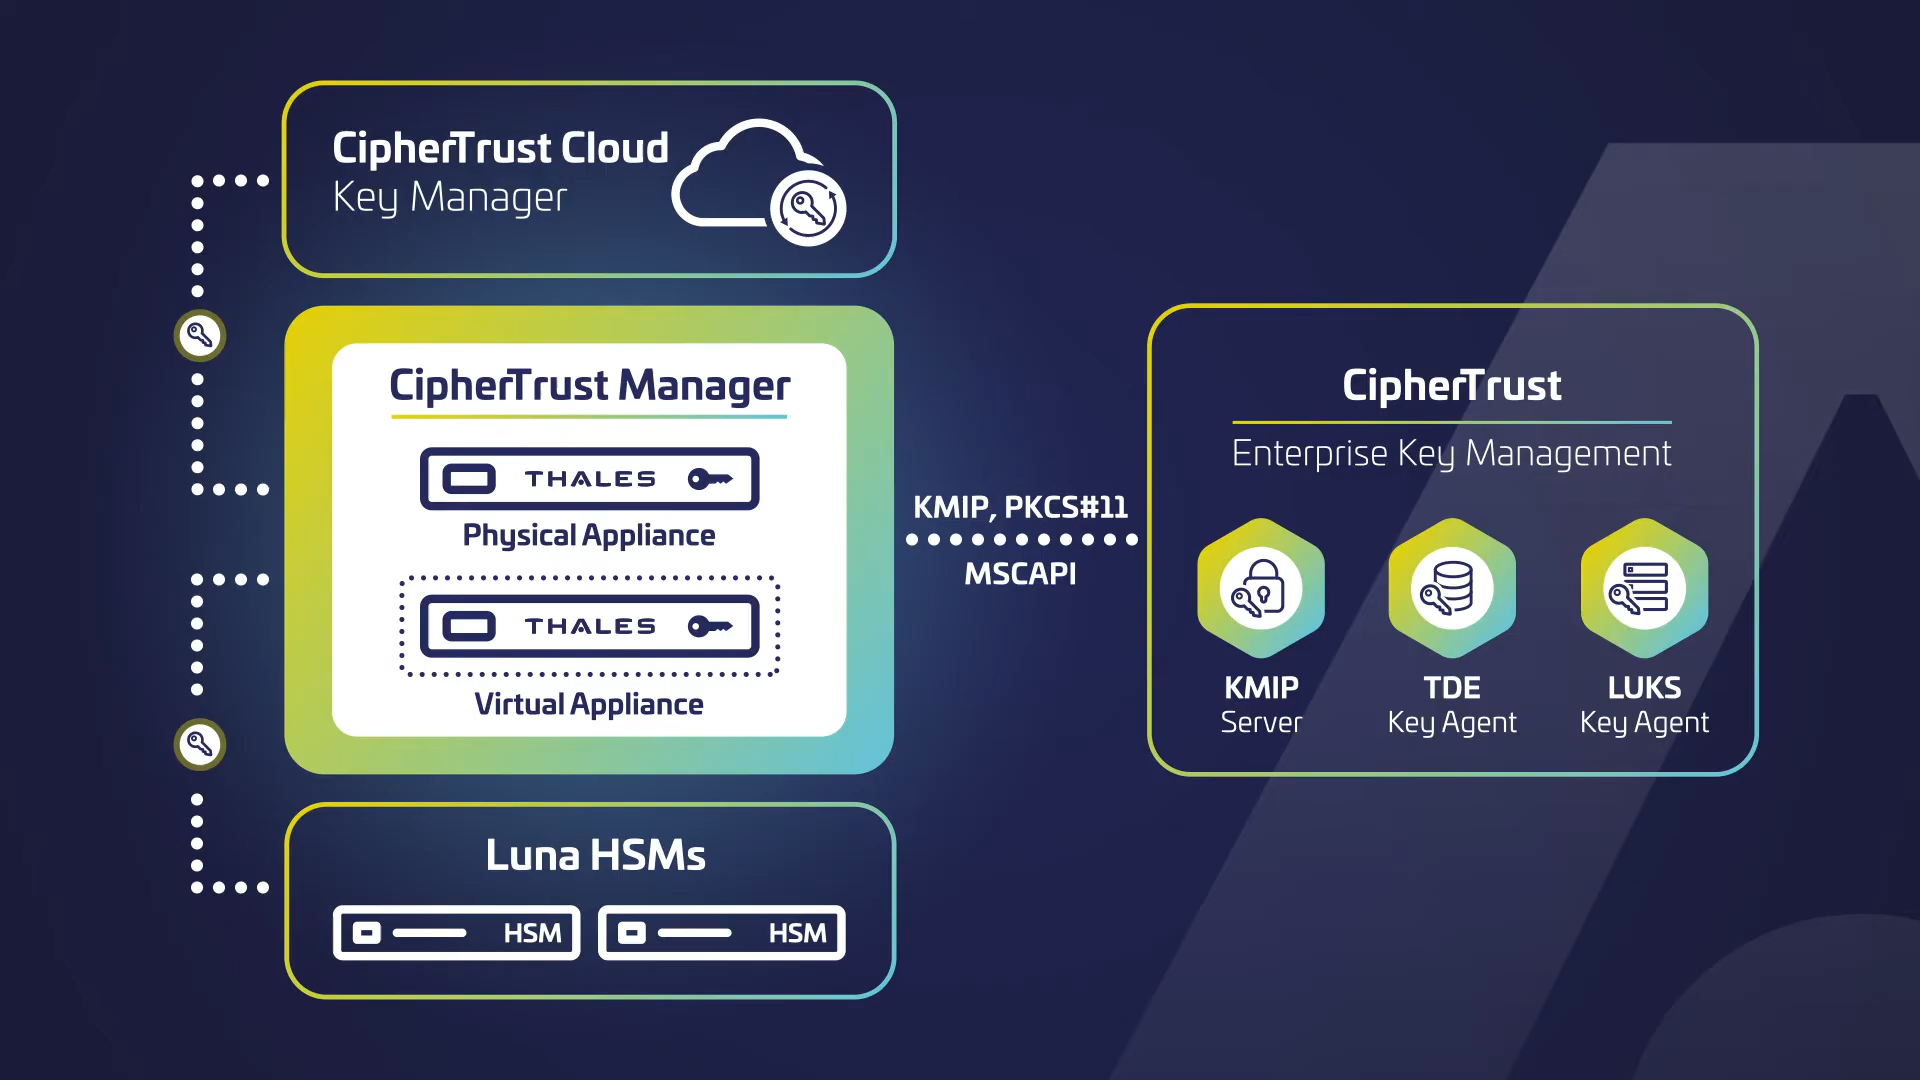 CipherTrust Cloud
Key Manager
CipherTrust Manager
THALES
Physical Appliance
THALES
Virtual Appliance
Luna HSMs
HSM
HSM
KMIP, PKCS#11
MSCAPI
CipherTrust
Enterprise Key Management
KMIP
Server
TDE
Key Agent
LUKS
Key Agent